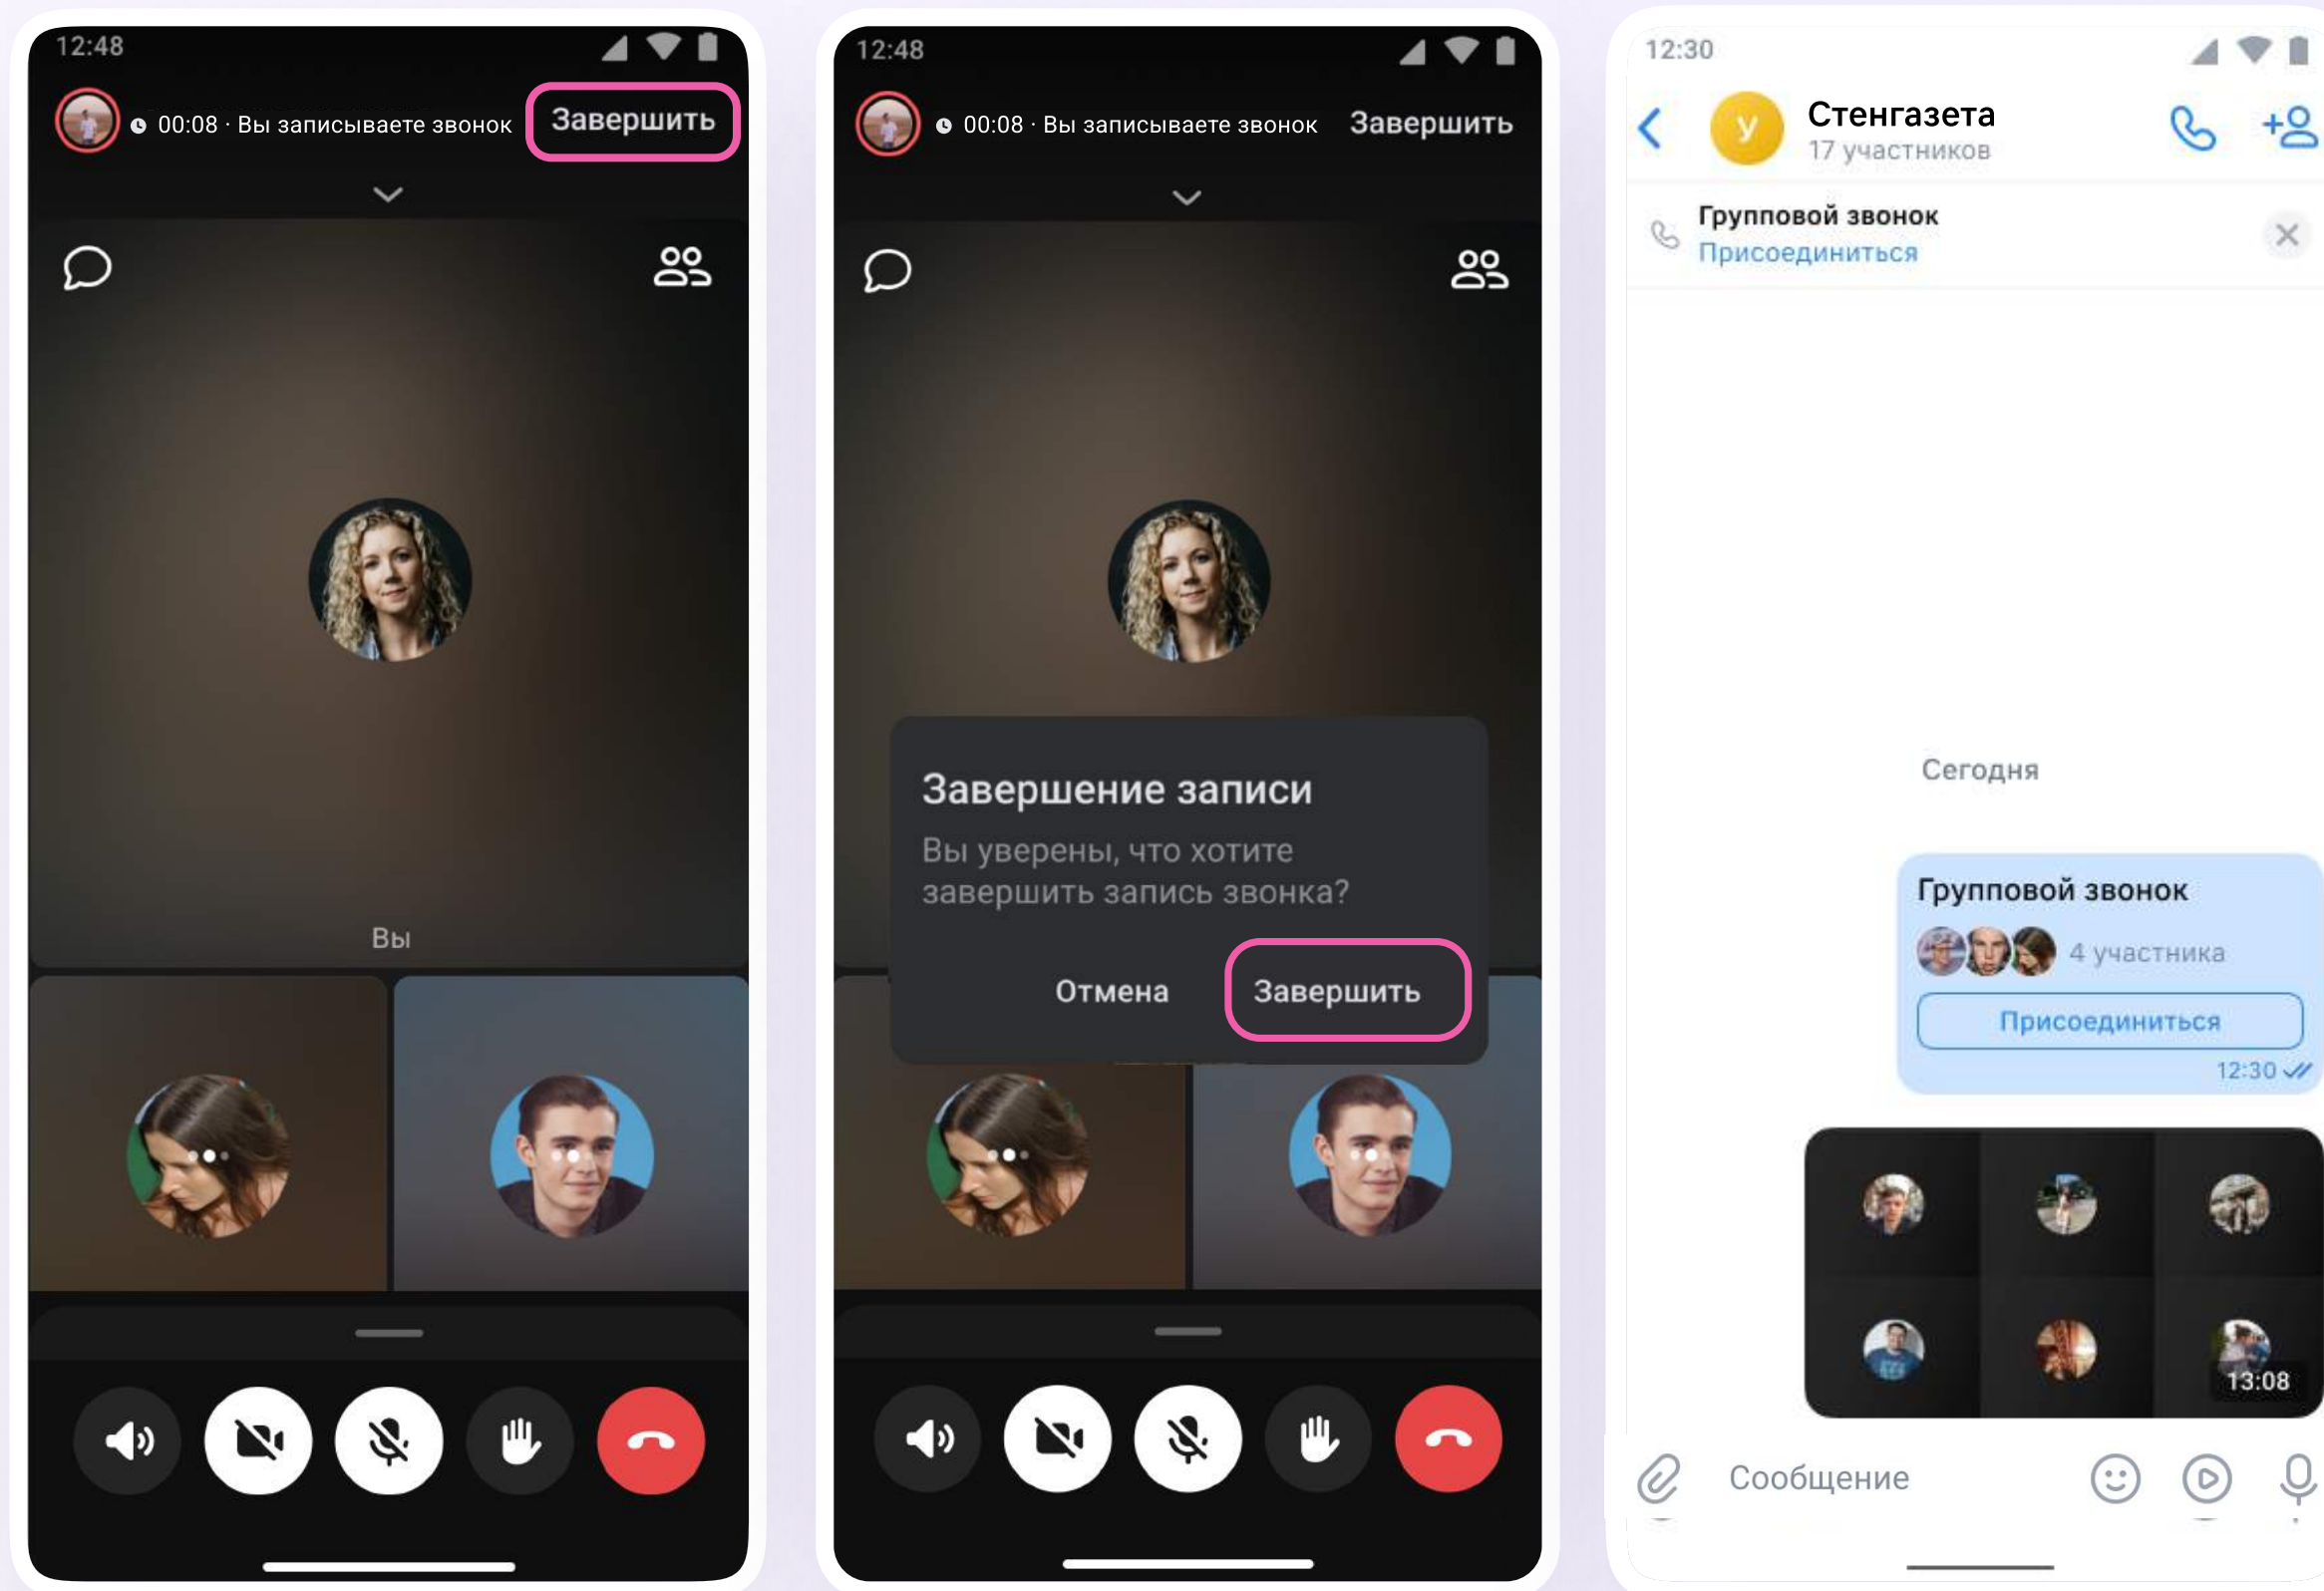 12:48
00:08 · Вы записываете звонок
Завершить
Вы
12:48
00:08 · Вы записываете звонок
Завершить
Завершение записи
Вы уверены, что хотите
завершить запись звонка?
Отмена
Завершить
12:30
У
Стенгазета
17 участников
Групповой звонок
Присоединиться
Сегодня
Групповой звонок
4 участника
Присоединиться
12:30
13:08
Сообщение